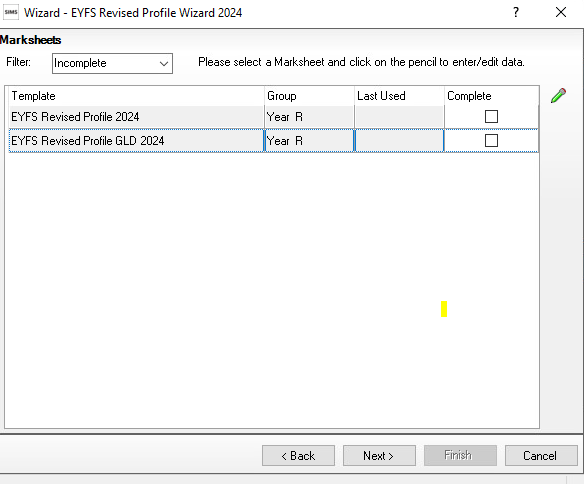 SIMS Wizard - EYFS Revised Profile Wizard 2024 ?
Marksheets
Filter: Incomplete Please select a Marksheet and click on the pencil to enter/edit data.
Template Group Last Used Complete
EYFS Revised Profile 2024 Year R
EYFS Revised Profile GLD 2024 Year R
< Back Next > Finish Cancel